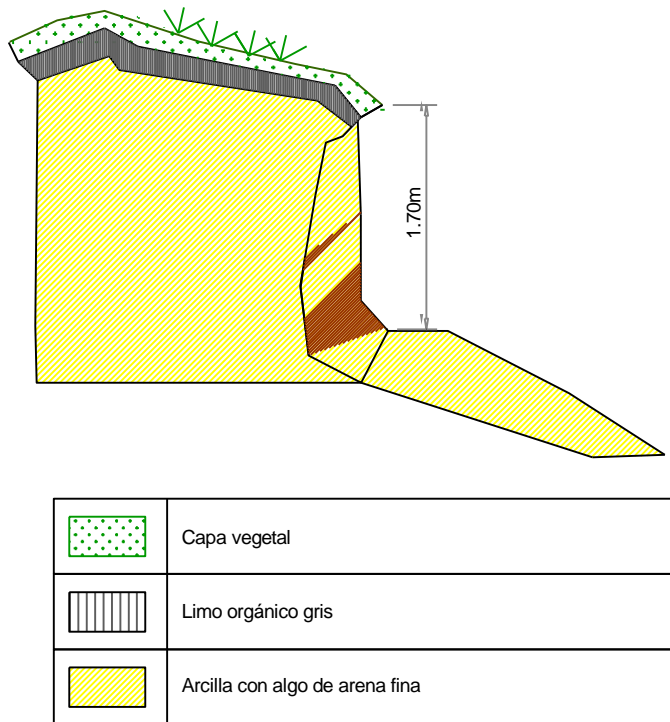 1.70m
Capa vegetal
Limo orgánico gris
Arcilla con algo de arena fina